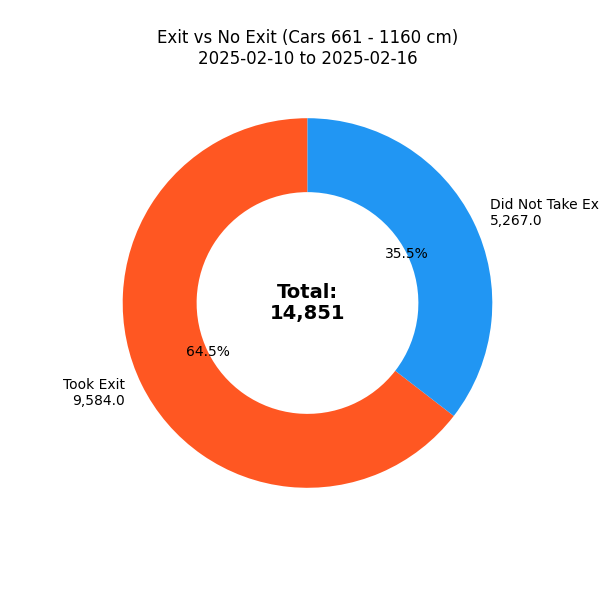 Exit vs No Exit (Cars 661 - 1160 cm)
2025-02-10 to 2025-02-16
Did Not Take Ex
5,267.0
35.5%
Total:
14,851
64.5%
Took Exit
9,584.0